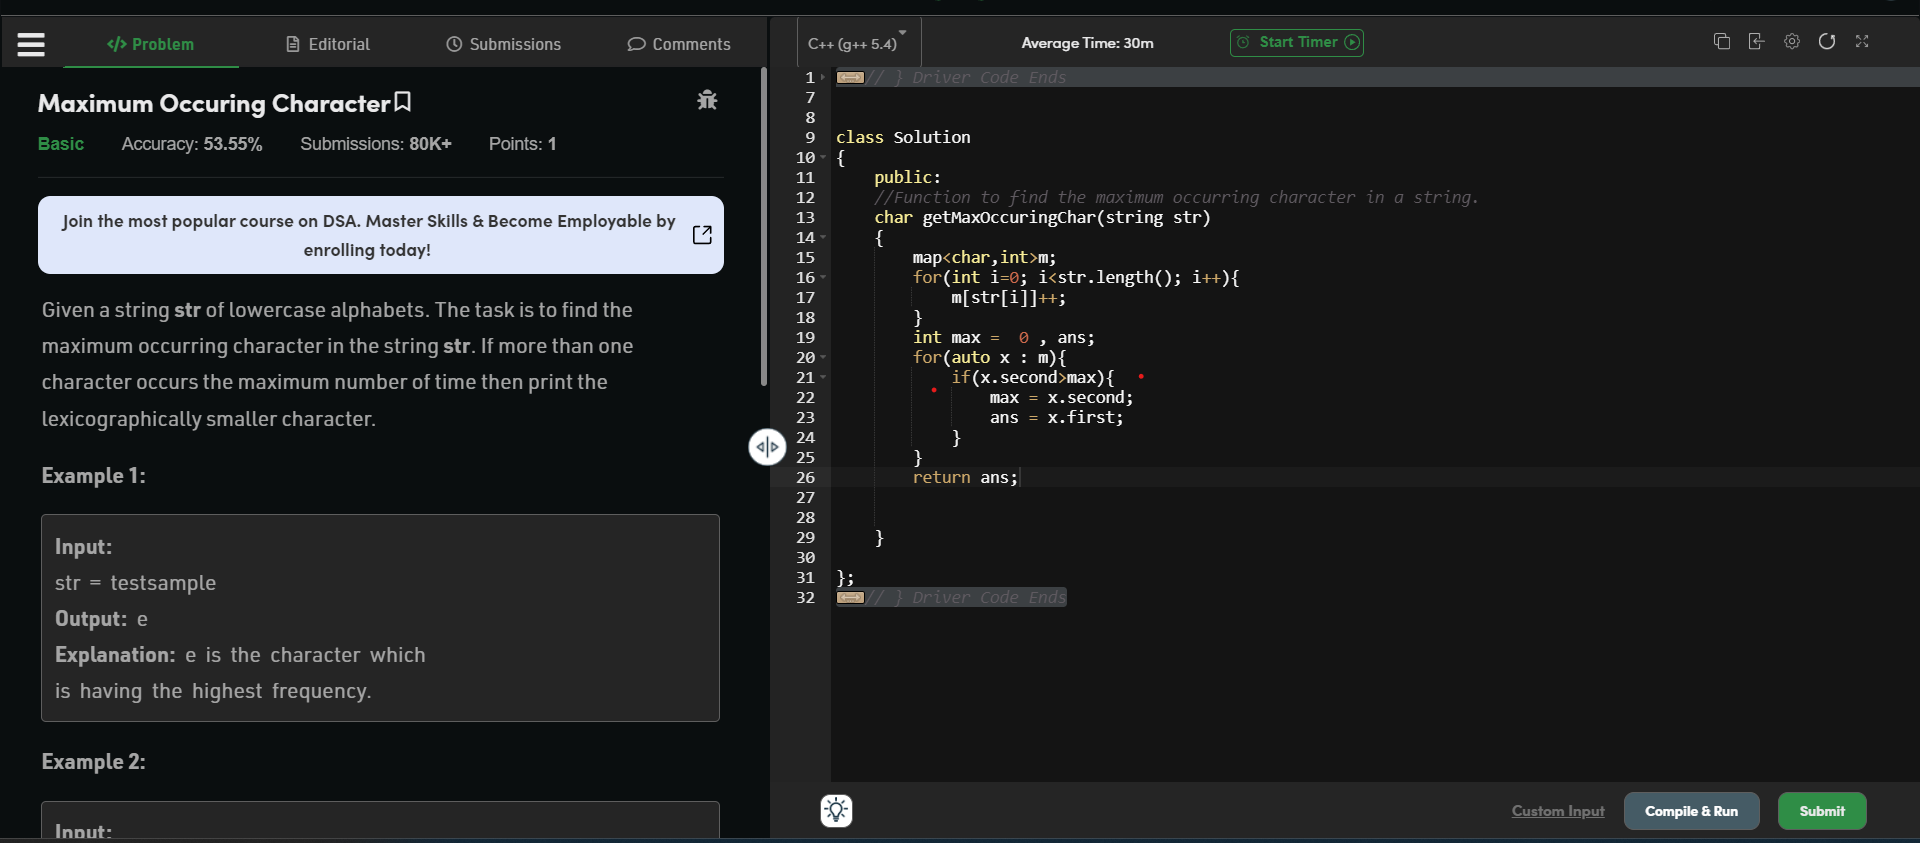 Problem
Editorial
Submissions
Comments
Maximum Occuring Character
Basic
Accuracy: 53.55%
Submissions: 80K+
Points: 1
Join the most popular course on DSA. Master Skills & Become Employable by
enrolling today!
Given a string str of lowercase alphabets. The task is to find the
maximum occurring character in the string str. If more than one
character occurs the maximum number of time then print the
lexicographically smaller character.
Example 1:
Input:
str = testsample
Output: e
Explanation: e is the character which
is having the highest frequency.
Example 2:
Input:
C++ (g++ 5.4)
Average Time: 30m
Start Timer
1 // } Driver Code Ends
7
8
9 class Solution
10 {
11     public:
12     //Function to find the maximum occurring character in a string.
13     char getMaxOccuringChar(string str)
14     {
15         map<char,int>m;
16         for(int i=0; i<str.length(); i++){
17             m[str[i]]++;
18         }
19         int max =  0 , ans;
20         for(auto x : m){
21             if(x.second>max){
22                 max = x.second;
23                 ans = x.first;
24             }
25         }
26         return ans;
27
28
29     }
30
31 };
32 // } Driver Code Ends
Custom Input
Compile & Run
Submit